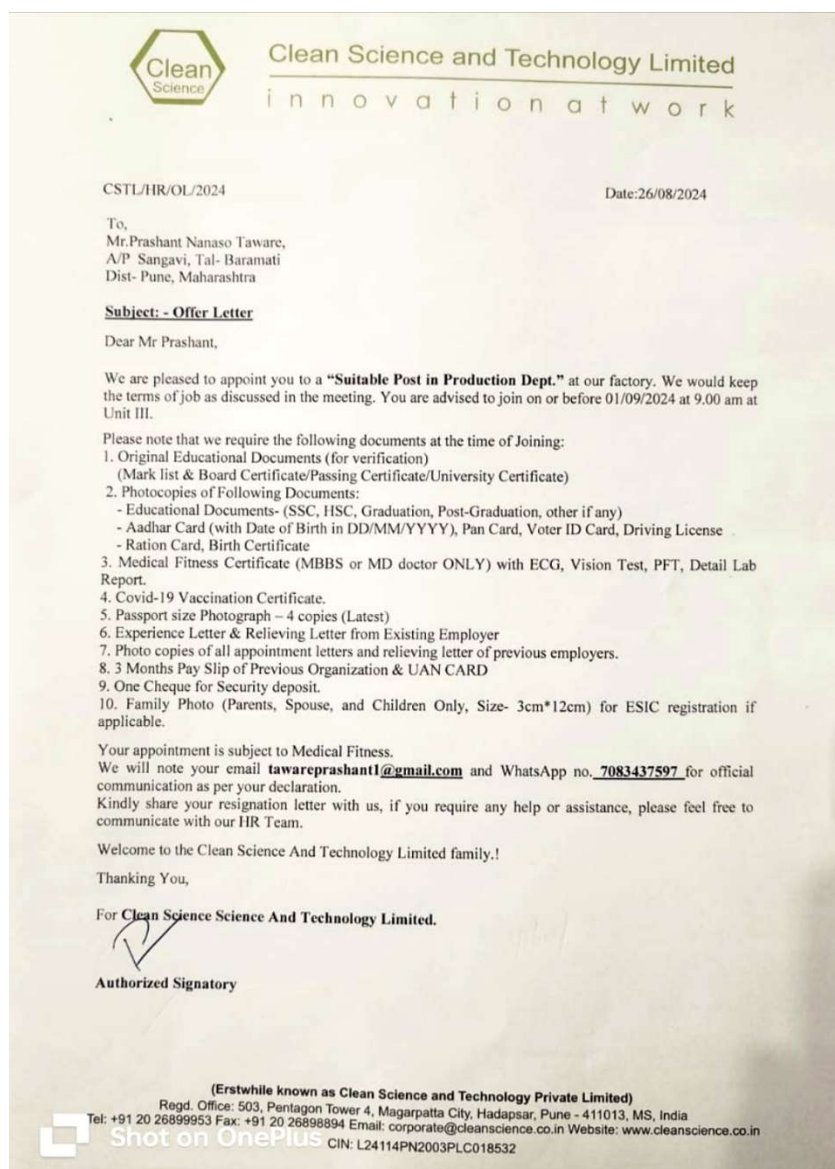 Clean
Science
Clean Science and Technology Limited
innovation at work
CSTL/HR/OL/2024 Date:26/08/2024
To,
Mr.Prashant Nanaso Taware,
A/P Sangavi, Tal- Baramati
Dist- Pune, Maharashtra
Subject: - Offer Letter
Dear Mr Prashant,
We are pleased to appoint you to a “Suitable Post in Production Dept.” at our factory. We would keep
the terms of job as discussed in the meeting. You are advised to join on or before 01/09/2024 at 9.00 am at
Unit III.
Please note that we require the following documents at the time of Joining:
1. Original Educational Documents (for verification)
(Mark list & Board Certificate/Passing Certificate/University Certificate)
2. Photocopies of Following Documents:
- Educational Documents- (SSC, HSC, Graduation, Post-Graduation, other if any)
- Aadhar Card (with Date of Birth in DD/MM/YYYY), Pan Card, Voter ID Card, Driving License
- Ration Card, Birth Certificate
3. Medical Fitness Certificate (MBBS or MD doctor ONLY) with ECG, Vision Test, PFT, Detail Lab
Report.
4. Covid-19 Vaccination Certificate.
5. Passport size Photograph – 4 copies (Latest)
6. Experience Letter & Relieving Letter from Existing Employer
7. Photo copies of all appointment letters and relieving letter of previous employers.
8. 3 Months Pay Slip of Previous Organization & UAN CARD
9. One Cheque for Security deposit.
10. Family Photo (Parents, Spouse, and Children Only, Size- 3cm*12cm) for ESIC registration if
applicable.
Your appointment is subject to Medical Fitness.
We will note your email tawareprashant1@gmail.com and WhatsApp no. 7083437597 for official
communication as per your declaration.
Kindly share your resignation letter with us, if you require any help or assistance, please feel free to
communicate with our HR Team.
Welcome to the Clean Science And Technology Limited family.!
Thanking You,
For Clean Science Science And Technology Limited.
Authorized Signatory
(Erstwhile known as Clean Science and Technology Private Limited)
Regd. Office: 503, Pentagon Tower 4, Magarpatta City, Hadapsar, Pune - 411013, MS, India
Tel: +91 20 26899953 Fax: +91 20 26898894 Email: corporate@cleanscience.co.in Website: www.cleanscience.co.in
CIN: L24114PN2003PLC018532
Shot on OnePlus